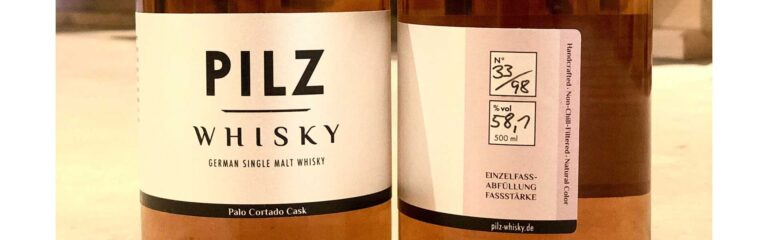 PILZ
WHISKY
GERMAN SINGLE MALT WHISKY
Palo Cortado Cask
N°
33/98
% vol
58,1
500 ml
EINZELFASS-
ABFÜLLUNG
FASSSTÄRKE
pilz-whisky.de
Handcrafted · Non-Chill-Filtered · Natural Color